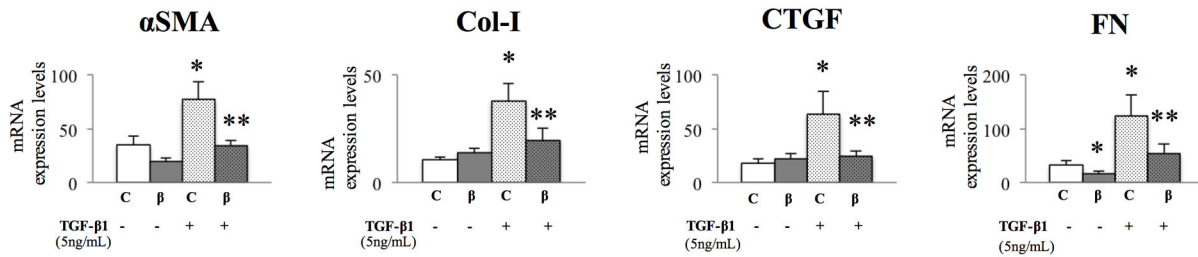 αSMA
mRNA
expression levels
100
50
0
*
**
C β C β
TGF-β1 - - + +
(5ng/mL)
Col-I
mRNA
expression levels
50
0
*
**
C β C β
TGF-β1 - - + +
(5ng/mL)
CTGF
mRNA
expression levels
100
50
0
*
**
C β C β
TGF-β1 - - + +
(5ng/mL)
FN
mRNA
expression levels
200
100
0
*
*
**
C β C β
TGF-β1 - - + +
(5ng/mL)